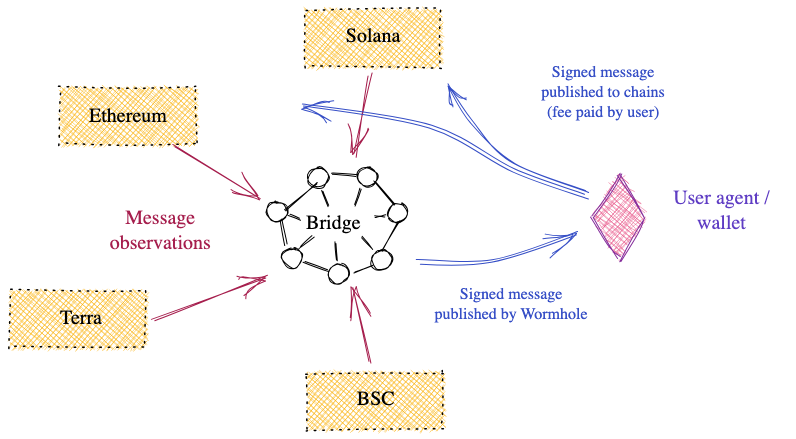 Solana
Signed message
published to chains
(fee paid by user)
Ethereum
User agent /
wallet
Message
observations
Bridge
Signed message
published by Wormhole
Terra
BSC